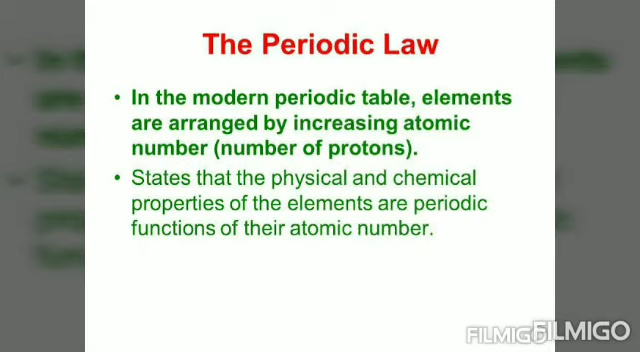 The Periodic Law
• In the modern periodic table, elements
are arranged by increasing atomic
number (number of protons).
• States that the physical and chemical
properties of the elements are periodic
functions of their atomic number.
FILMIGO
FILMIGO